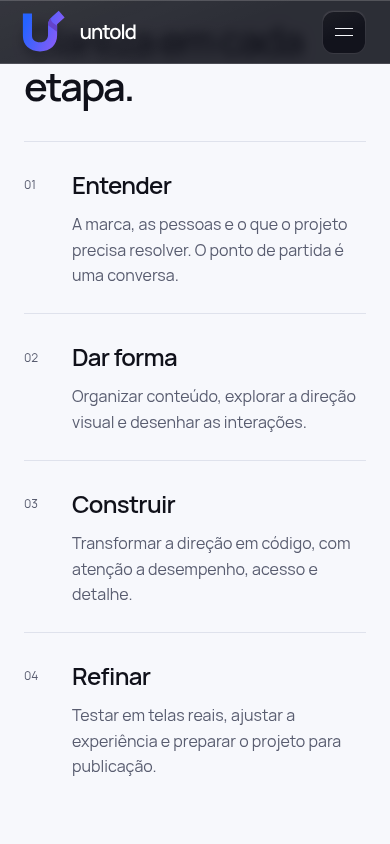 untold
etapa.
01
Entender
A marca, as pessoas e o que o projeto
precisa resolver. O ponto de partida é
uma conversa.
02
Dar forma
Organizar conteúdo, explorar a direção
visual e desenhar as interações.
03
Construir
Transformar a direção em código, com
atenção a desempenho, acesso e
detalhe.
04
Refinar
Testar em telas reais, ajustar a
experiência e preparar o projeto para
publicação.